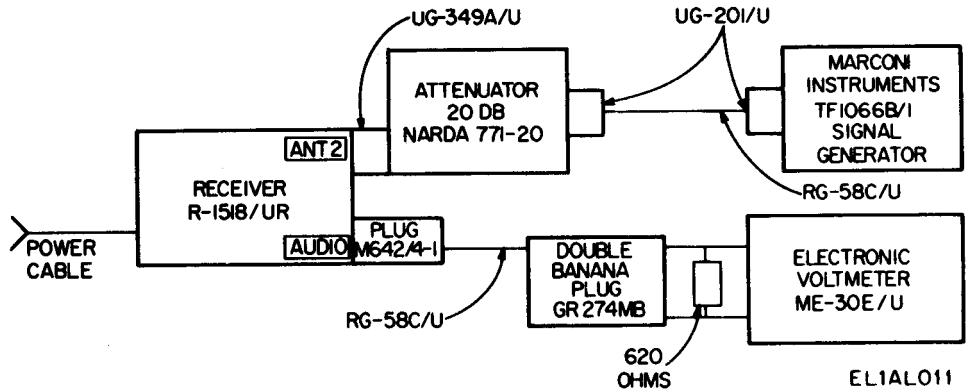 UG-349A/U
UG-201/U
ATTENUATOR
20 DB
NARDA 771-20
MARCONI
INSTRUMENTS
TF1066B/1
SIGNAL
GENERATOR
ANT 2
RECEIVER
R-1518/UR
RG-58C/U
AUDIO
PLUG
M642/4-1
POWER
CABLE
DOUBLE
BANANA
PLUG
GR 274MB
ELECTRONIC
VOLTMETER
ME-30E/U
RG-58C/U
620
OHMS
EL1AL011